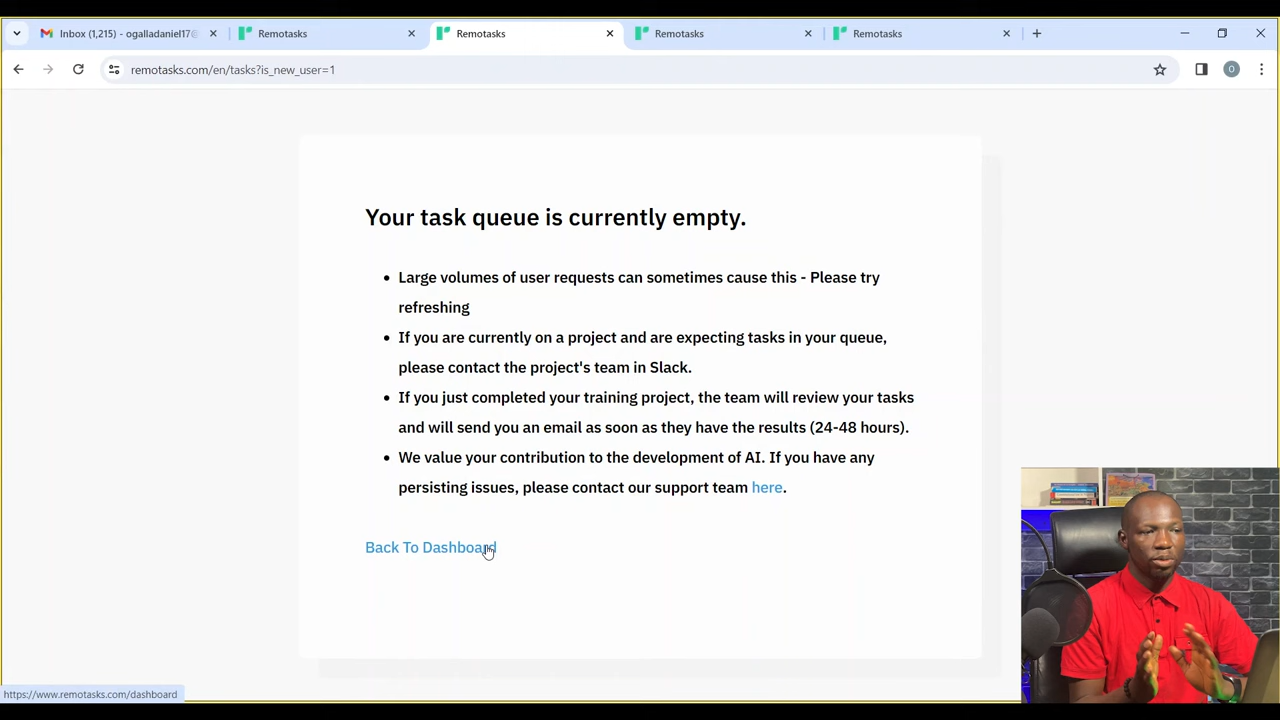 Inbox (1,215) - ogalladaniel17@
Remotasks
Remotasks
Remotasks
Remotasks
remotasks.com/en/tasks?is_new_user=1
O
Your task queue is currently empty.
Large volumes of user requests can sometimes cause this - Please try
refreshing
If you are currently on a project and are expecting tasks in your queue,
please contact the project's team in Slack.
If you just completed your training project, the team will review your tasks
and will send you an email as soon as they have the results (24-48 hours).
We value your contribution to the development of AI. If you have any
persisting issues, please contact our support team here.
Back To Dashboard
https://www.remotasks.com/dashboard